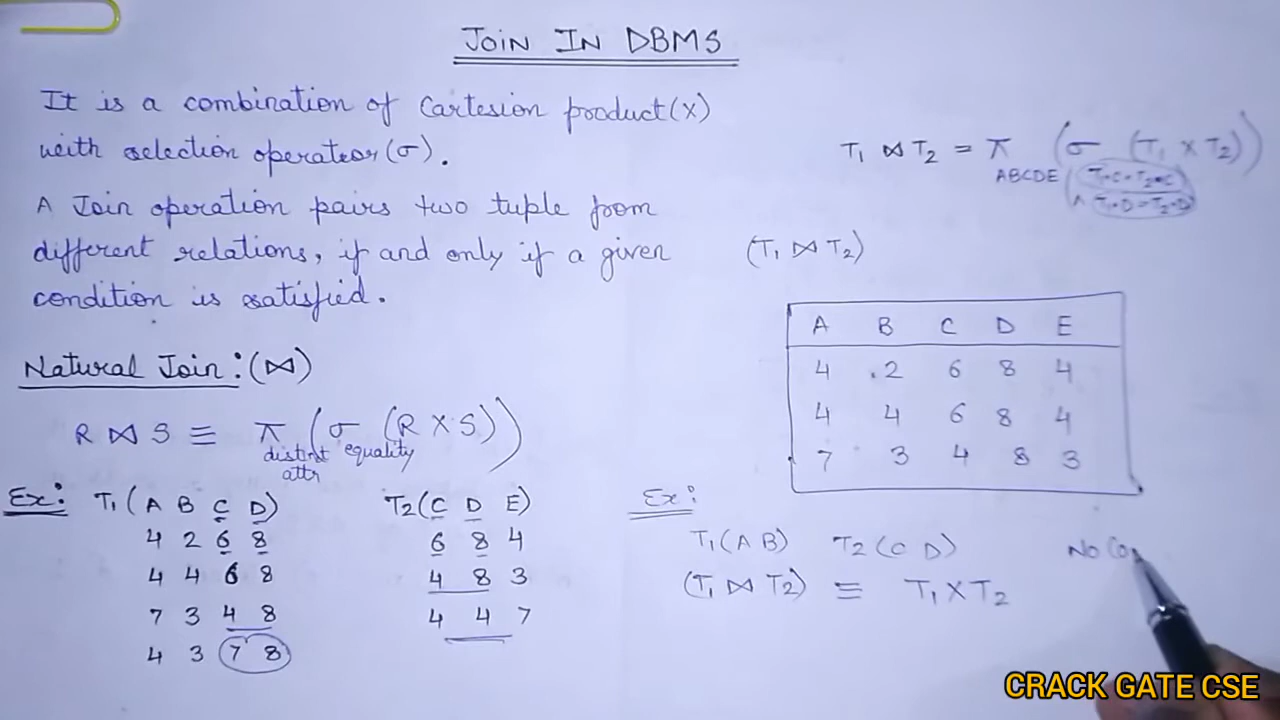 JOIN IN DBMS
It is a combination of Cartesion product(X)
with selection operator(σ).
A Join operation pairs two tuple from
different relations, if and only if a given
condition is satisfied.
Natural Join:(⋈)
R ⋈ S ≡ π (σ (R X S))
distinct equality
attr
Ex: T1(A B C D)
4 2 6 8
4 4 6 8
7 3 4 8
4 3 7 8
T2(C D E)
6 8 4
4 8 3
4 4 7
T1 ⋈ T2 = π (σ (T1 X T2))
ABCDE (T1.C=T2.C
∧ T1.D=T2.D
(T1 ⋈ T2)
A B C D E
4 2 6 8 4
4 4 6 8 4
7 3 4 8 3
Ex:
T1(A B) T2(C D) No Co
(T1 ⋈ T2) ≡ T1 X T2
CRACK GATE CSE